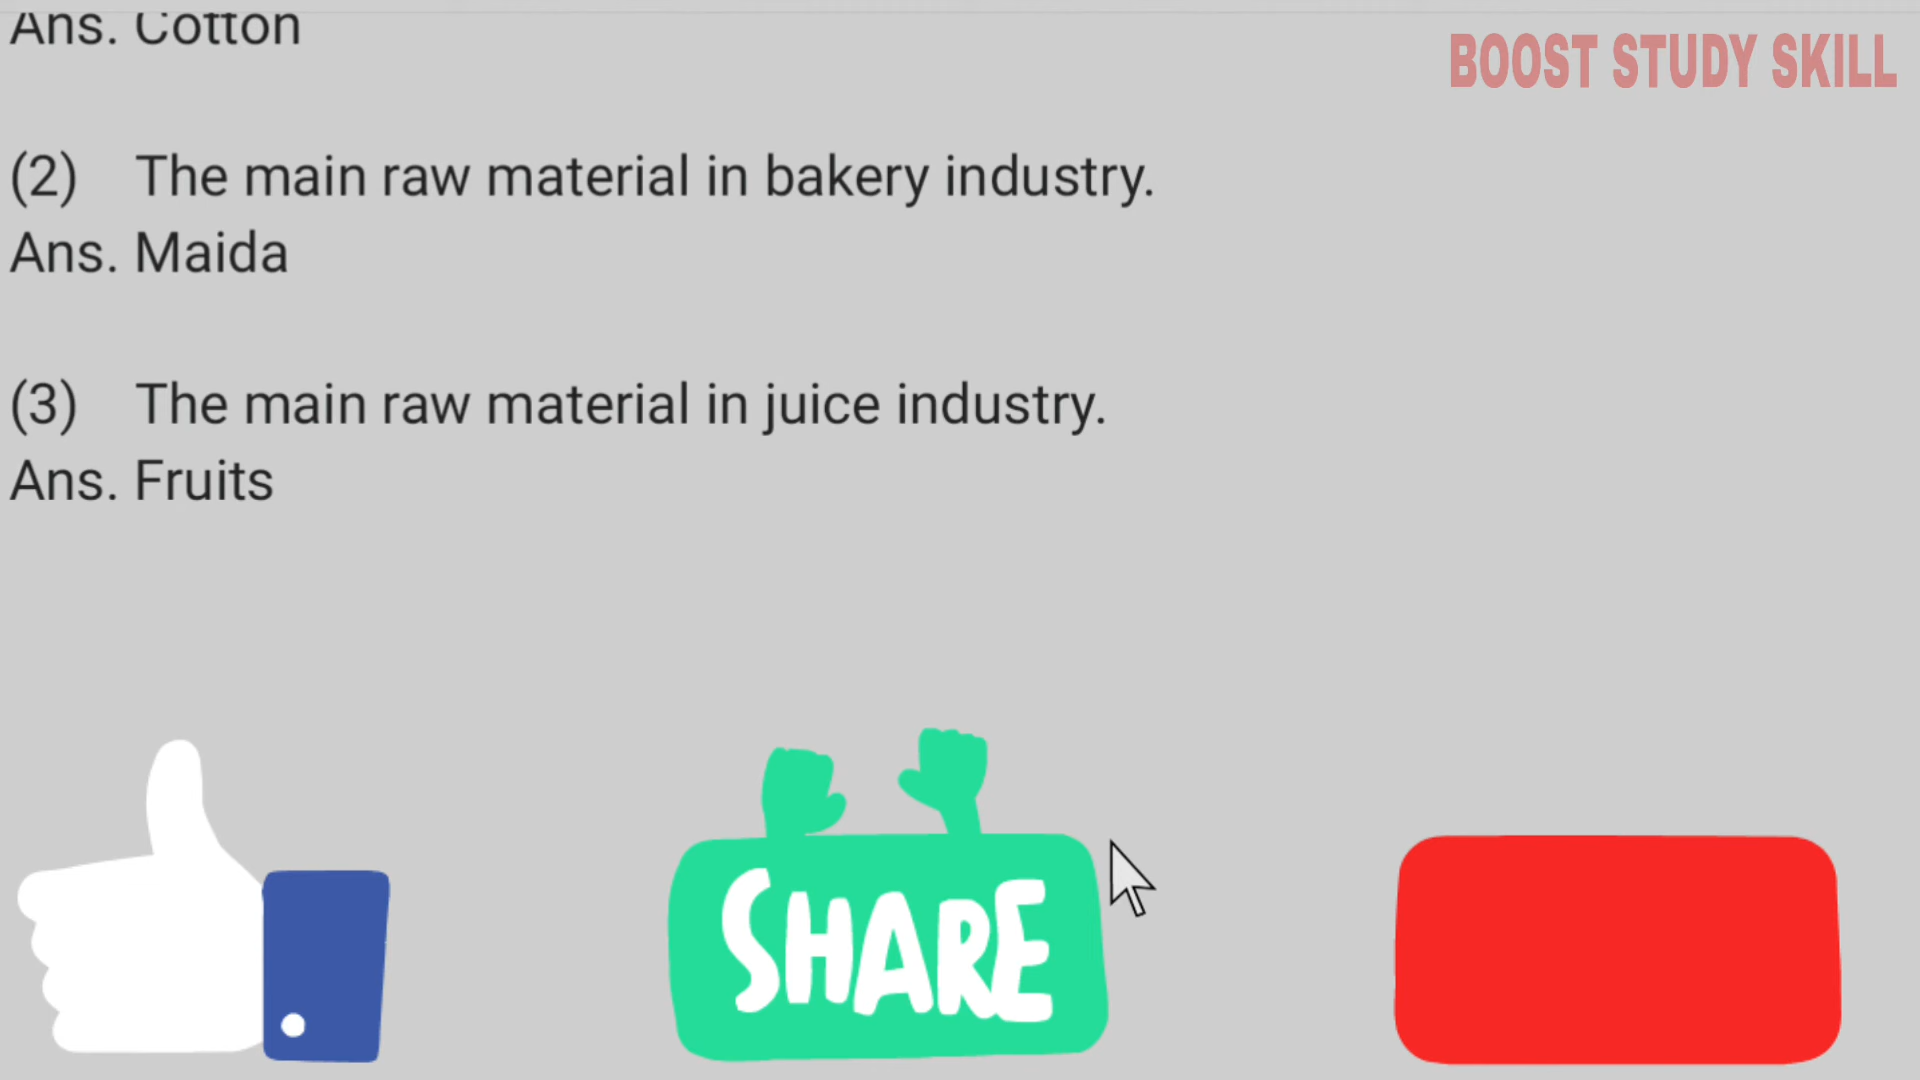 Ans. Cotton
BOOST STUDY SKILL
(2) The main raw material in bakery industry.
Ans. Maida
(3) The main raw material in juice industry.
Ans. Fruits
SHARE